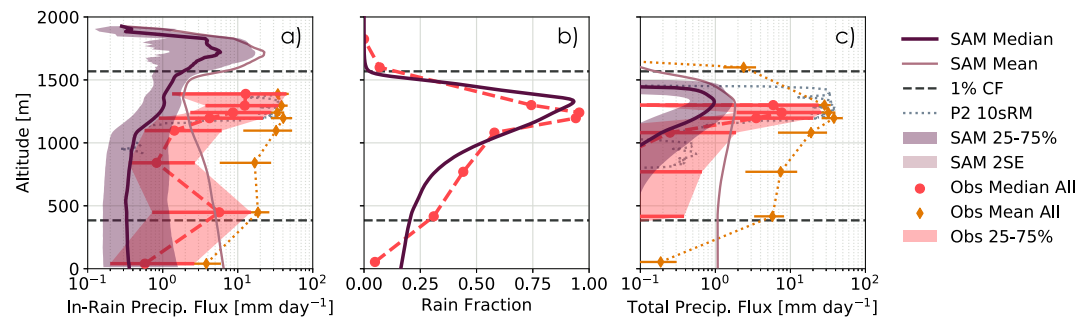 a)
b)
c)
Altitude [m]
2000
1500
1000
500
0
10⁻¹ 10⁰ 10¹ 10²
In-Rain Precip. Flux [mm day⁻¹]
0.00 0.25 0.50 0.75 1.00
Rain Fraction
10⁻¹ 10⁰ 10¹ 10²
Total Precip. Flux [mm day⁻¹]
SAM Median
SAM Mean
1% CF
P2 10sRM
SAM 25-75%
SAM 2SE
Obs Median All
Obs Mean All
Obs 25-75%